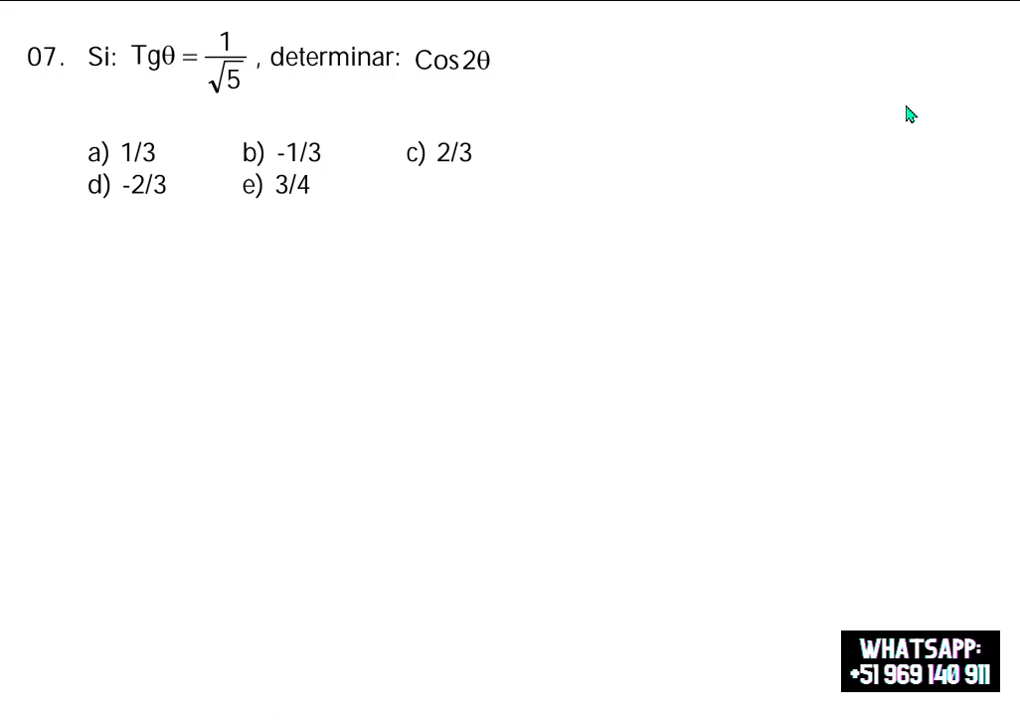 07. Si: Tgθ = 1/√5 , determinar: Cos2θ
a) 1/3 b) -1/3 c) 2/3
d) -2/3 e) 3/4
WHATSAPP:
+51 969 140 911